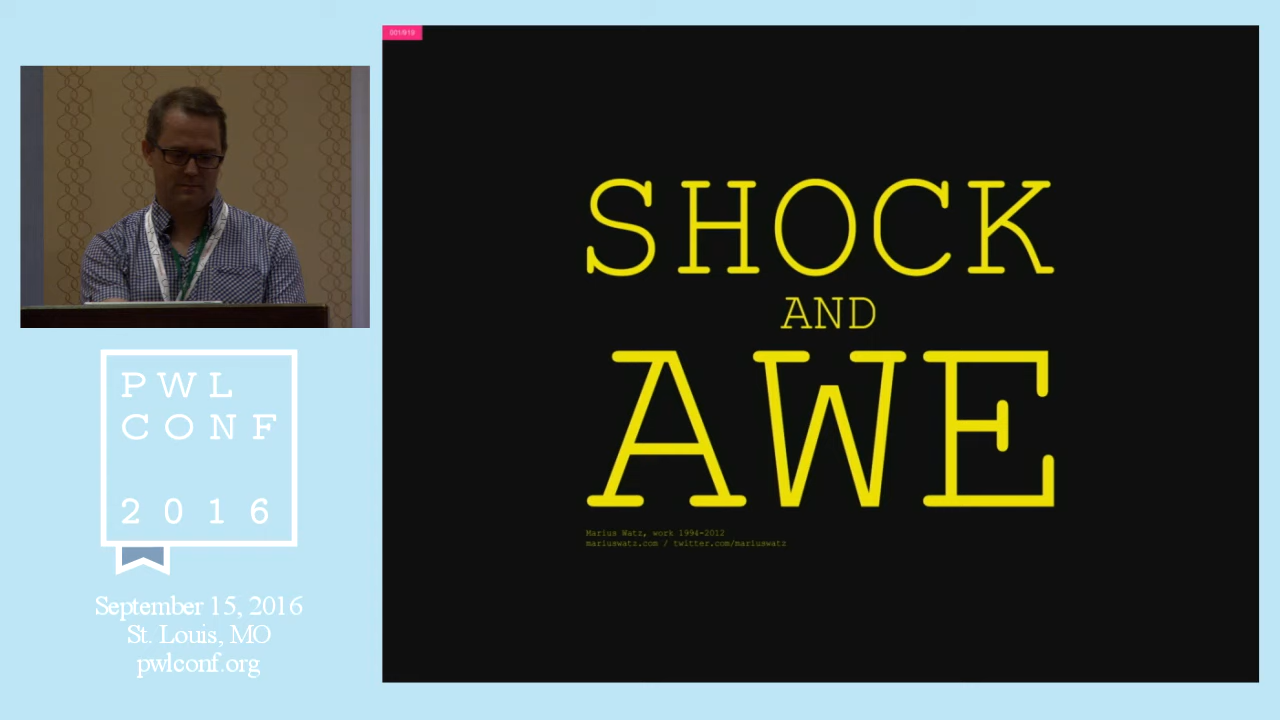 PWL
CONF
2016
September 15, 2016
St. Louis, MO
pwlconf.org
SHOCK
AND
AWE
Marius Watz, work 1994-2012
mariuswatz.com / twitter.com/mariuswatz